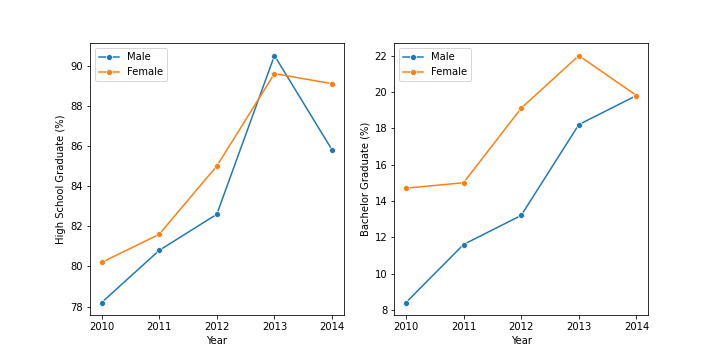 Male
Female
High School Graduate (%)
90
88
86
84
82
80
78
2010 2011 2012 2013 2014
Year
Male
Female
Bachelor Graduate (%)
22
20
18
16
14
12
10
8
2010 2011 2012 2013 2014
Year